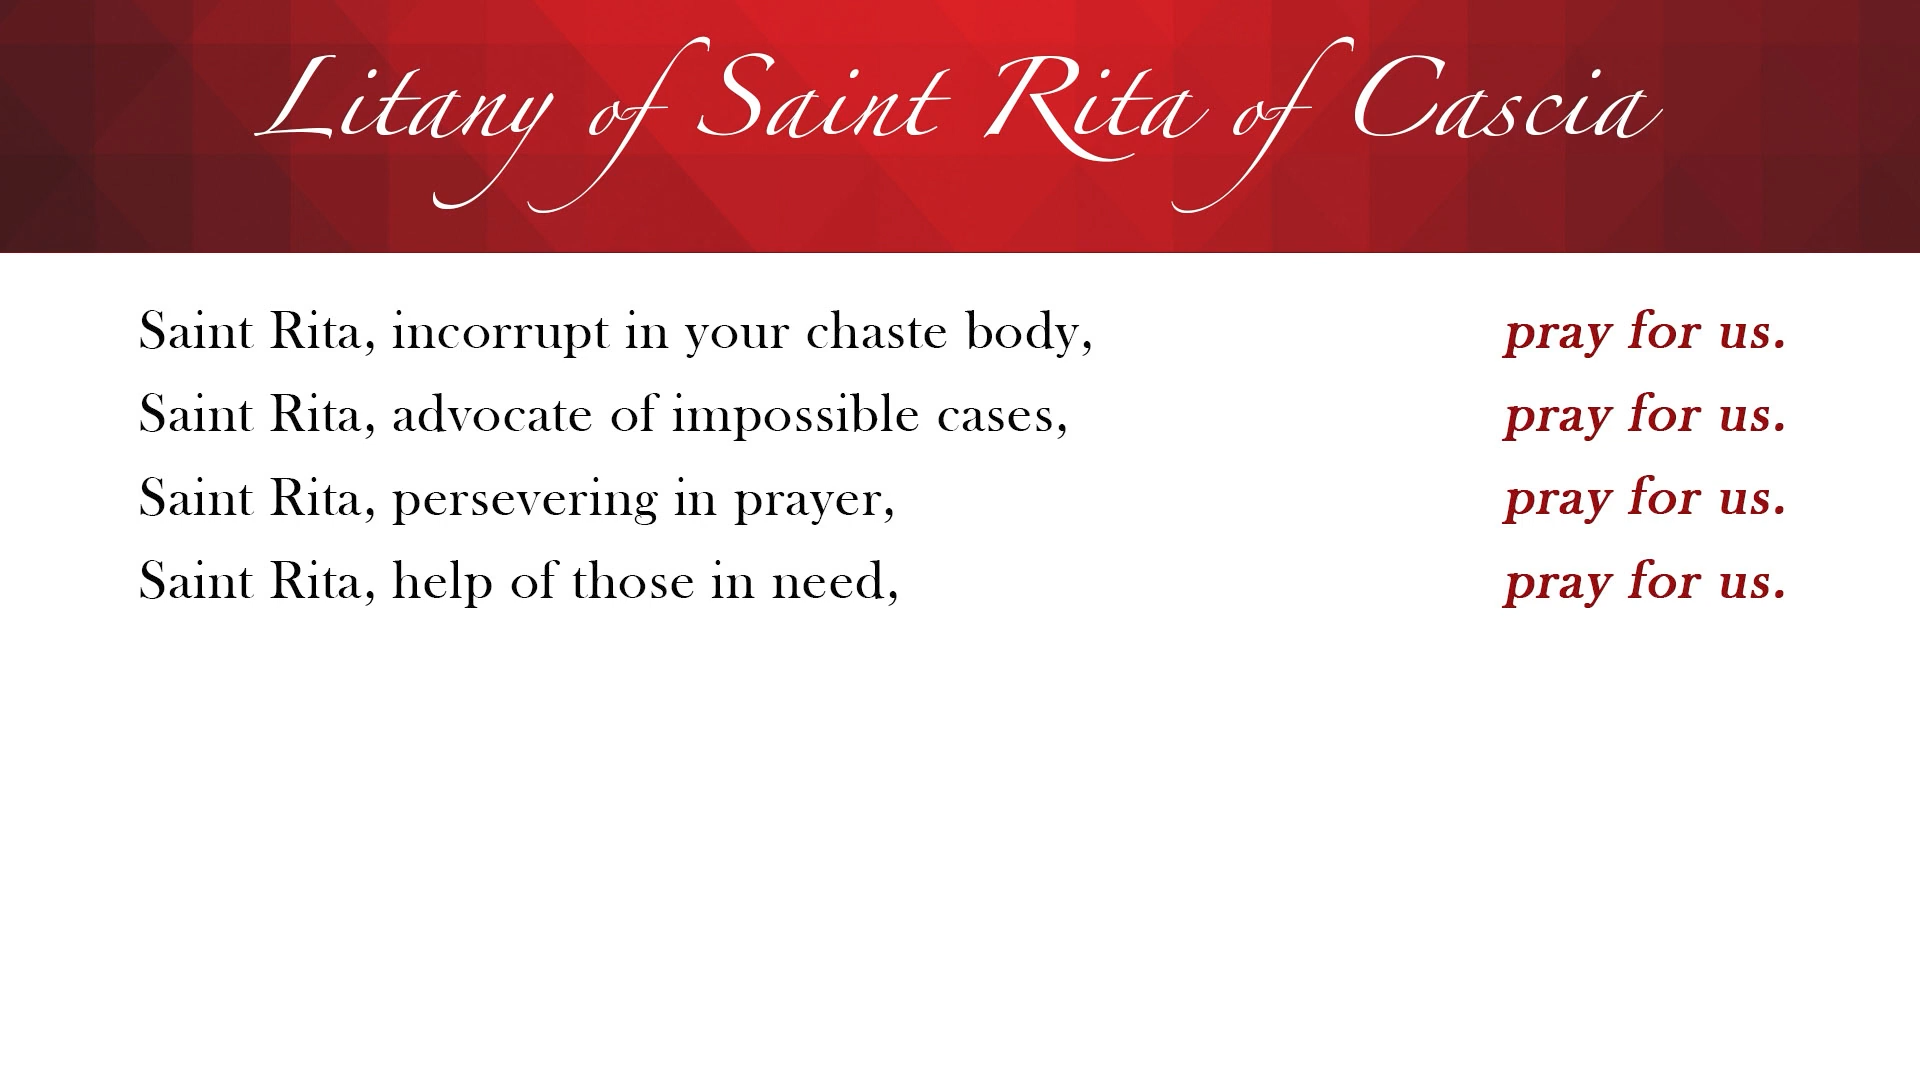 Litany of Saint Rita of Cascia
Saint Rita, incorrupt in your chaste body, pray for us.
Saint Rita, advocate of impossible cases, pray for us.
Saint Rita, persevering in prayer, pray for us.
Saint Rita, help of those in need, pray for us.